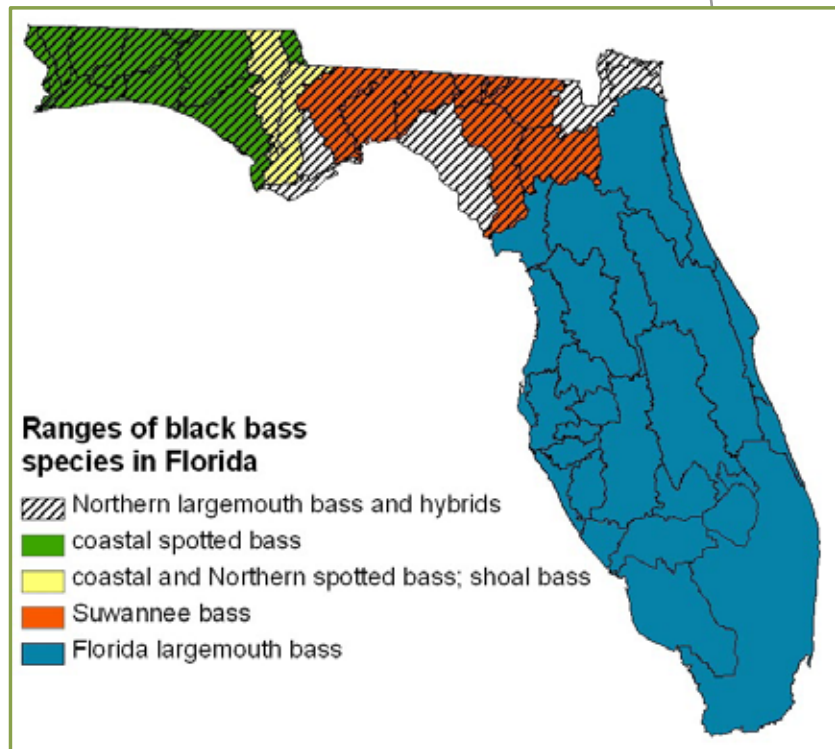 Ranges of black bass
species in Florida
Northern largemouth bass and hybrids
coastal spotted bass
coastal and Northern spotted bass; shoal bass
Suwannee bass
Florida largemouth bass